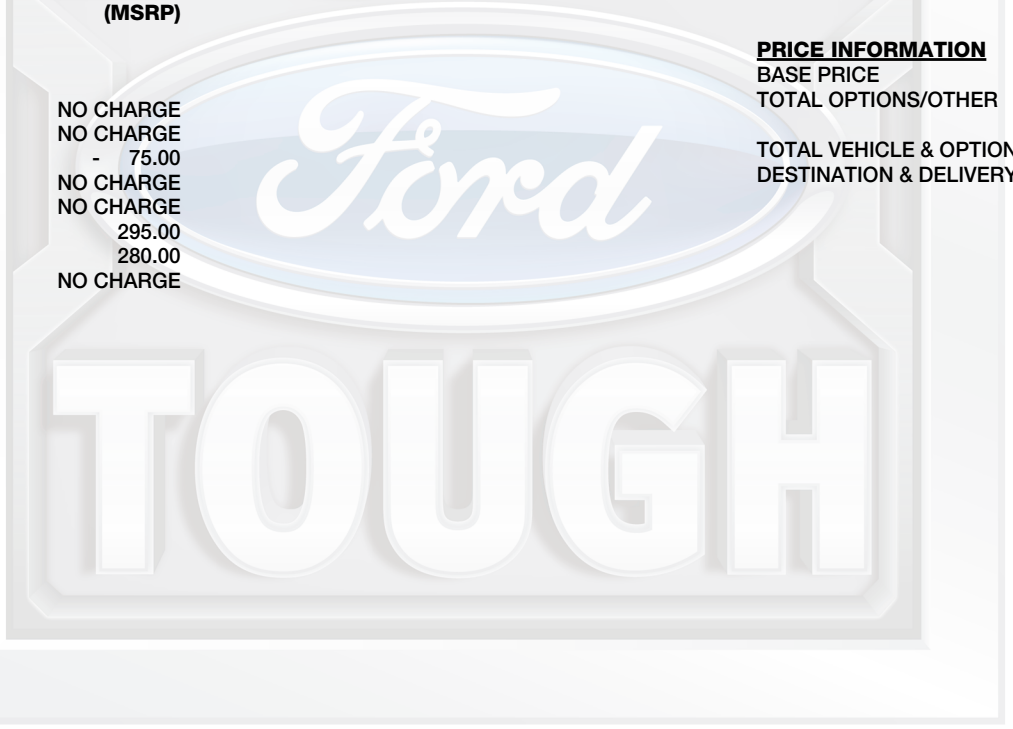 (MSRP)
NO CHARGE
NO CHARGE
- 75.00
NO CHARGE
NO CHARGE
295.00
280.00
NO CHARGE
PRICE INFORMATION
BASE PRICE
TOTAL OPTIONS/OTHER
TOTAL VEHICLE & OPTION
DESTINATION & DELIVERY
Ford
TOUGH